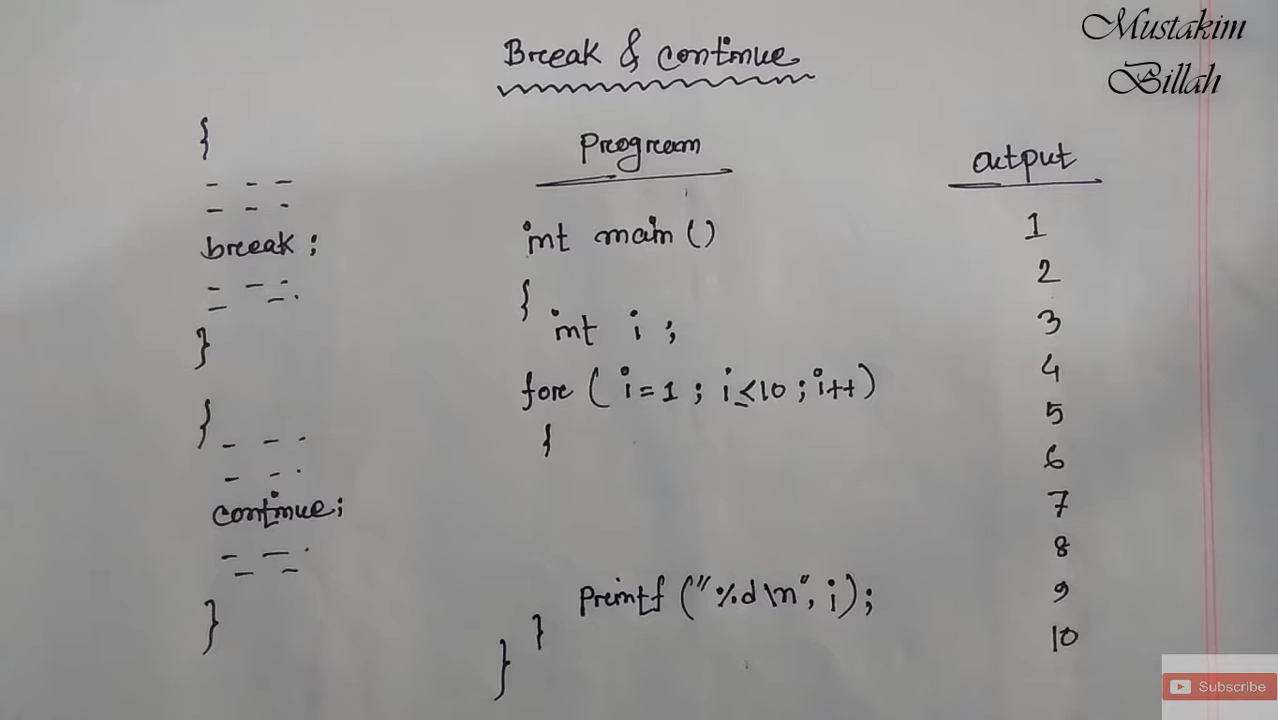 Mustakim
Billah
Break & continue
{
- - -
- - -
break ;
- - -
- -
}
{
- - -
- - -
continue;
- - -
- -
}
Program
int main ()
{
int i ;
for ( i = 1 ; i ≤ 10 ; i++ )
{
printf ("%d\n", i);
}
}
output
1
2
3
4
5
6
7
8
9
10
Subscribe